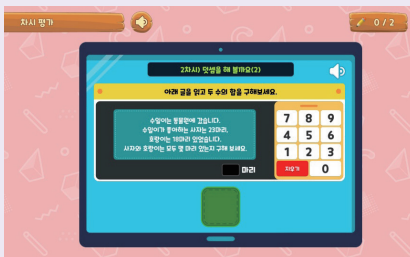 차시 평가
0 / 2
2차시) 덧셈을 해 볼까요(2)
아래 글을 읽고 두 수의 합을 구해보세요.
수일이는 동물원에 갔습니다.
수일이가 좋아하는 사자는 23마리,
호랑이는 18마리 있었습니다.
사자와 호랑이는 모두 몇 마리 있는지 구해 보세요.
마리
7 8 9
4 5 6
1 2 3
지우기 0